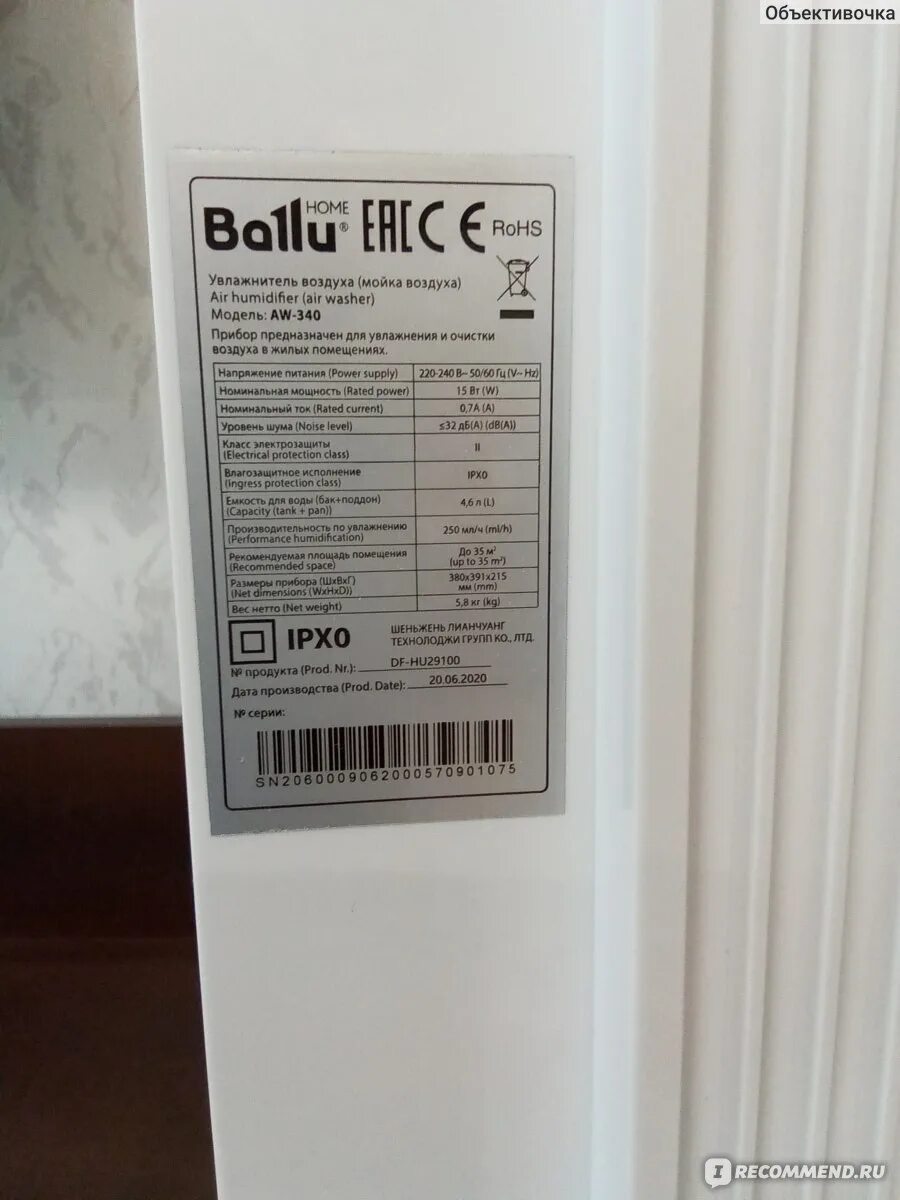 Объективочка
Ballu® HOME EAC CE RoHS
Увлажнитель воздуха (мойка воздуха)
Air humidifier (air washer)
Модель: AW-340
Прибор предназначен для увлажнения и очистки
воздуха в жилых помещениях.
Напряжение питания (Power supply) 220-240 В~ 50/60 Гц (V~ Hz)
Номинальная мощность (Rated power) 15 Вт (W)
Номинальный ток (Rated current) 0,7А (A)
Уровень шума (Noise level) ≤32 дБ(А) (dB(A))
Класс электрозащиты
(Electrical protection class) II
Влагозащитное исполнение
(Ingress protection class) IPX0
Емкость для воды (бак+поддон)
(Capacity (tank + pan)) 4,6 л (L)
Производительность по увлажнению
(Performance humidification) 250 мл/ч (ml/h)
Рекомендуемая площадь помещения До 35 м²
(Recommended space) (up to 35 m²)
Размеры прибора (ШхВхГ) 380x391x215
(Net dimensions (WxHxD)) мм (mm)
Вес нетто (Net weight) 5,8 кг (kg)
IPX0 ШЕНЬЖЕНЬ ЛИАНЧУАНГ
ТЕХНОЛОДЖИ ГРУПП КО., ЛТД.
№ продукта (Prod. Nr.): DF-HU29100
Дата производства (Prod. Date): 20.06.2020
№ серии:
SN2060009062000570901075
IRECOMMEND.RU